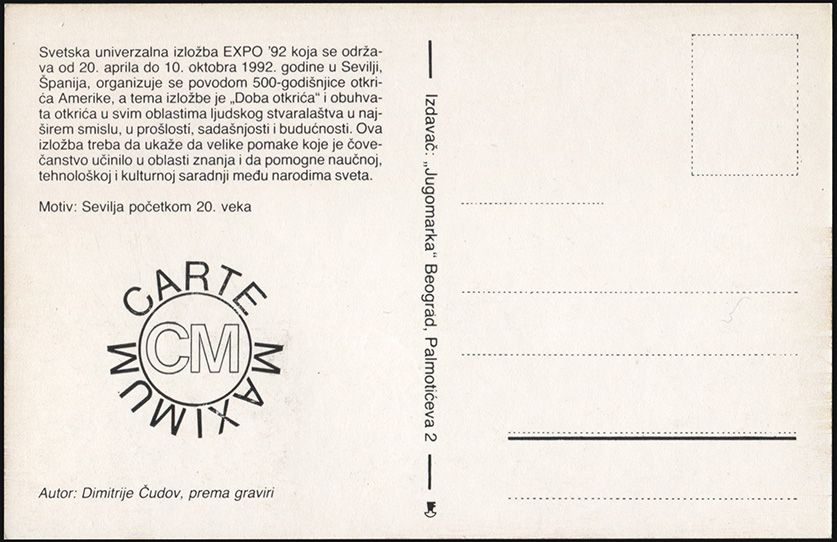 Svetska univerzalna izložba EXPO '92 koja se održa-
va od 20. aprila do 10. oktobra 1992. godine u Sevilji,
Španija, organizuje se povodom 500-godišnjice otkri-
ća Amerike, a tema izložbe je „Doba otkrića“ i obuhva-
ta otkrića u svim oblastima ljudskog stvaralaštva u naj-
širem smislu, u prošlosti, sadašnjosti i budućnosti. Ova
izložba treba da ukaže da velike pomake koje je čove-
čanstvo učinilo u oblasti znanja i da pomogne naučnoj,
tehnološkoj i kulturnoj saradnji među narodima sveta.
Motiv: Sevilja početkom 20. veka
CARTE MAXIMUM
CM
Autor: Dimitrije Čudov, prema graviri
Izdavač: „Jugomarka“ Beograd, Palmotićeva 2